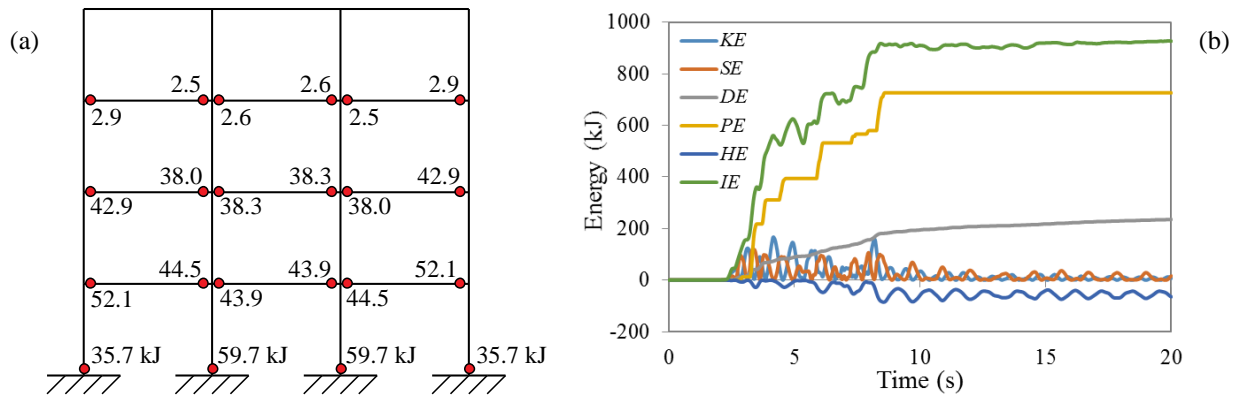 (a)
2.5 2.6 2.9
2.9 2.6 2.5
38.0 38.3 42.9
42.9 38.3 38.0
44.5 43.9 52.1
52.1 43.9 44.5
35.7 kJ 59.7 kJ 59.7 kJ 35.7 kJ
(b)
Energy (kJ)
1000
800
600
400
200
0
-200
KE
SE
DE
PE
HE
IE
0 5 10 15 20
Time (s)